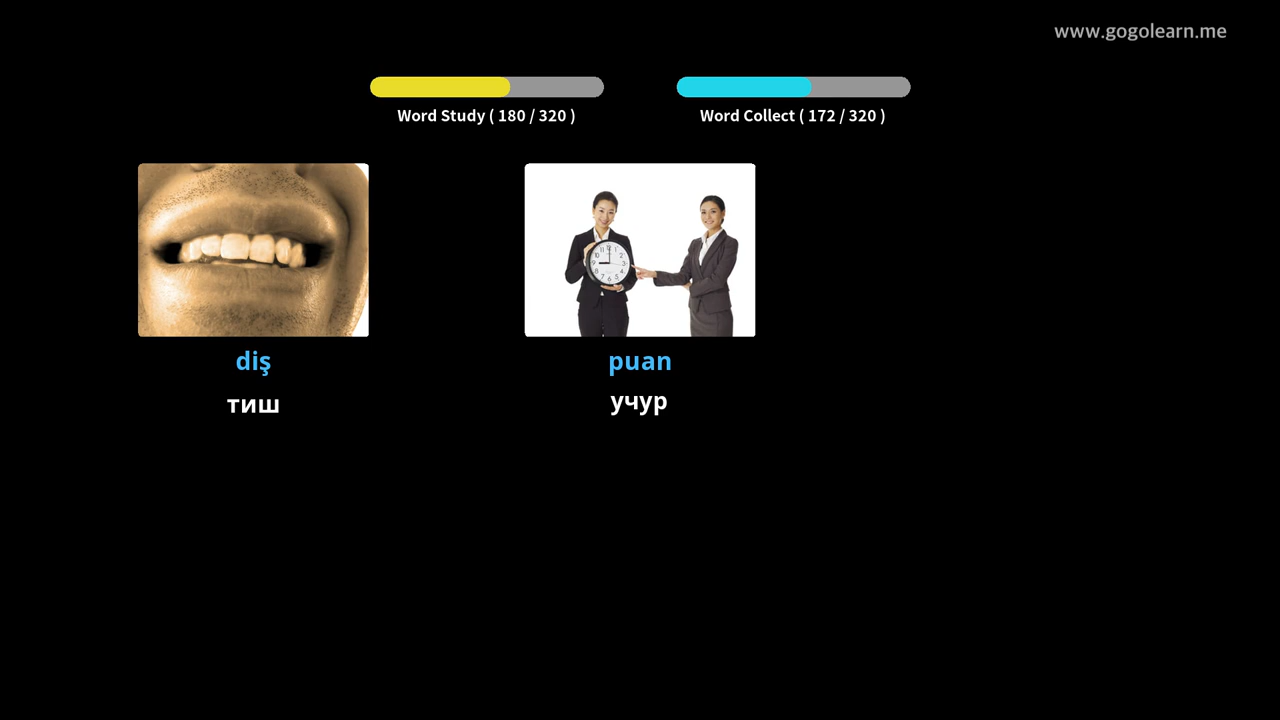 www.gogolearn.me
Word Study ( 180 / 320 )
Word Collect ( 172 / 320 )
diş
puan
тиш
учур